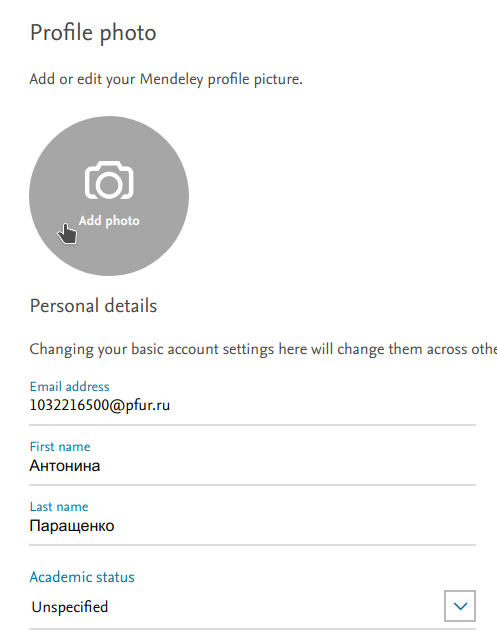 Profile photo
Add or edit your Mendeley profile picture.
Add photo
Personal details
Changing your basic account settings here will change them across othe
Email address
1032216500@pfur.ru
First name
Антонина
Last name
Паращенко
Academic status
Unspecified